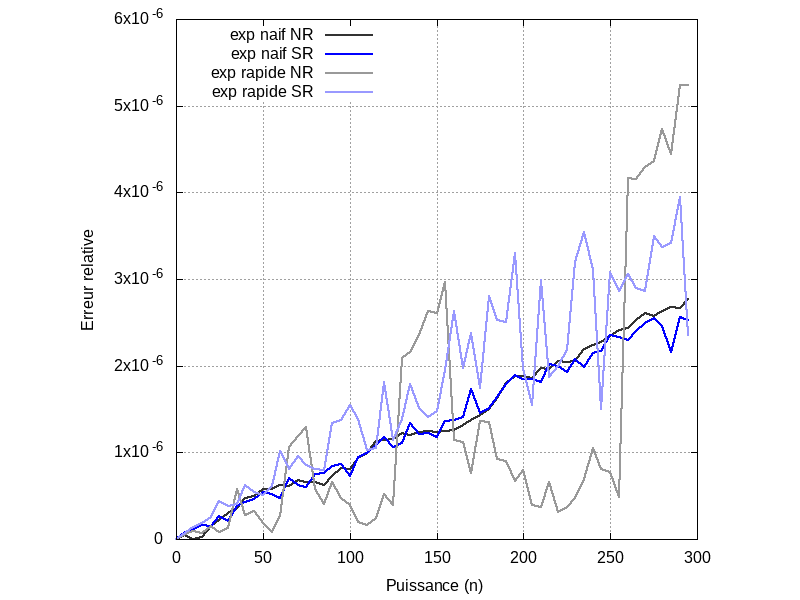 6x10⁻⁶
exp naif NR
exp naif SR
exp rapide NR
exp rapide SR
5x10⁻⁶
4x10⁻⁶
3x10⁻⁶
2x10⁻⁶
1x10⁻⁶
0
Erreur relative
0 50 100 150 200 250 300
Puissance (n)